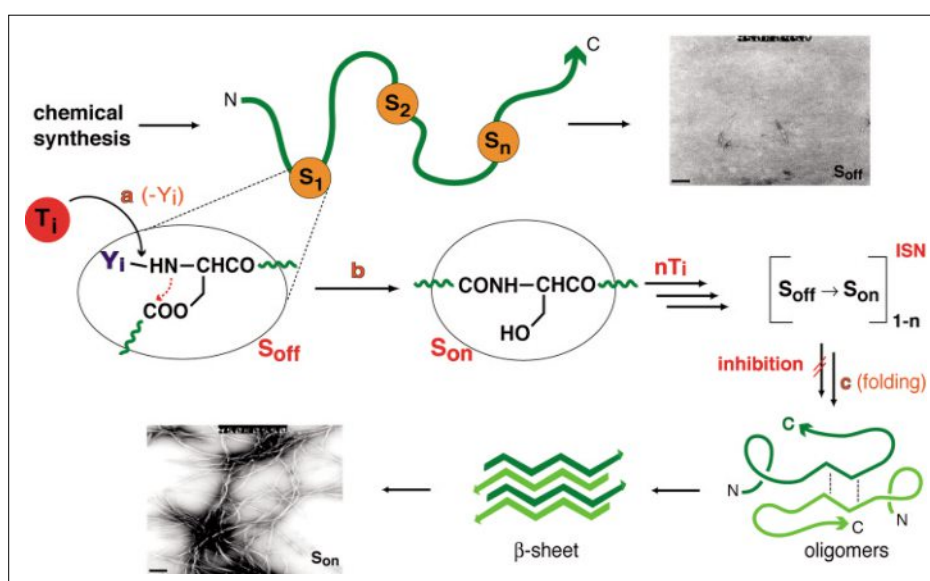 chemical
synthesis
N
S1
S2
Sn
C
Soff
Ti
a (-Yi)
Yi
HN
CHCO
COO
Soff
b
CONH
CHCO
HO
Son
nTi
Soff → Son
ISN
1-n
inhibition
c (folding)
C
N
C
N
oligomers
β-sheet
Son